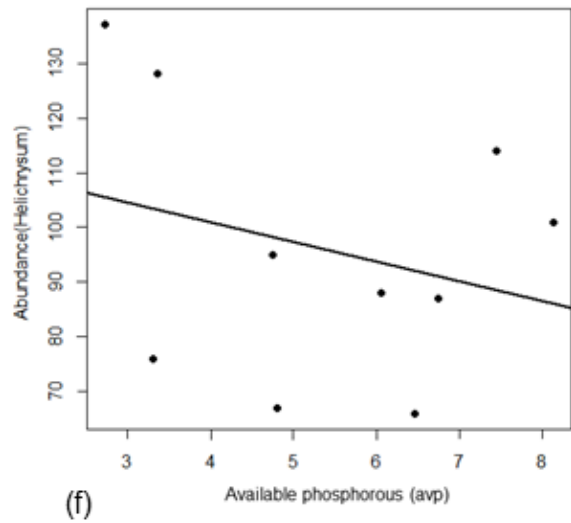 130
120
110
100
90
80
70
Abundance(Helichrysum)
3 4 5 6 7 8
Available phosphorous (avp)
(f)